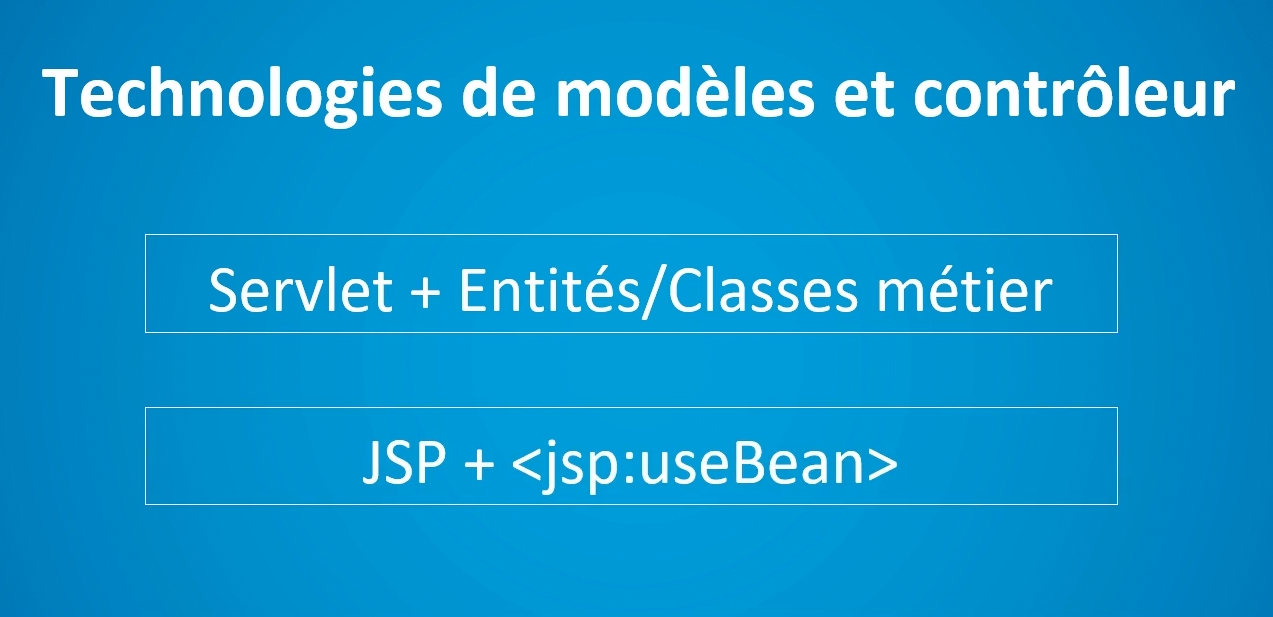 Technologies de modèles et contrôleur
Servlet + Entités/Classes métier
JSP + <jsp:useBean>